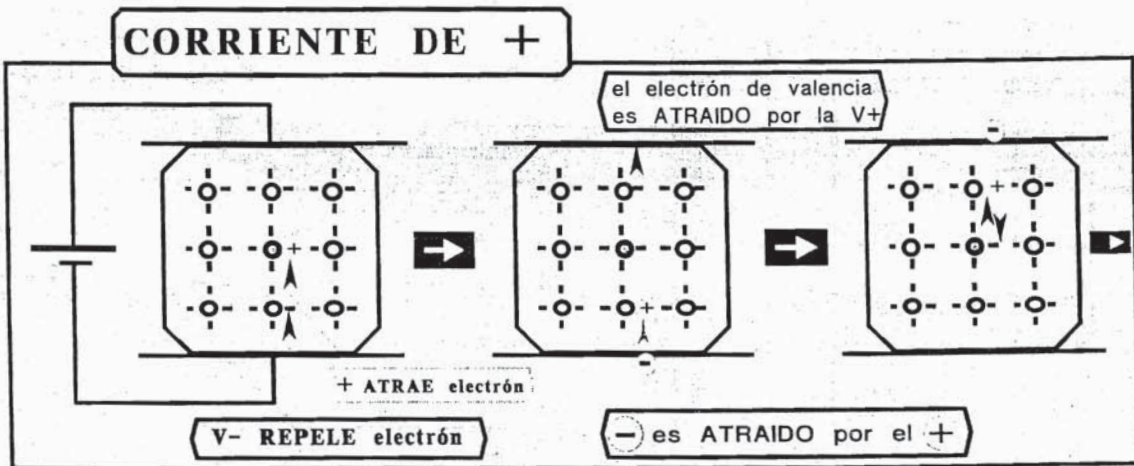 CORRIENTE DE +
el electrón de valencia
es ATRAIDO por la V+
+ ATRAE electrón
V- REPELE electrón
- es ATRAIDO por el +